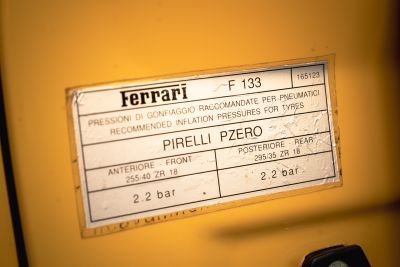 Ferrari F 133 165123
PRESSIONI DI GONFIAGGIO RACCOMANDATE PER PNEUMATICI
RECOMMENDED INFLATION PRESSURES FOR TYRES
PIRELLI PZERO
ANTERIORE - FRONT POSTERIORE - REAR
255/40 ZR 18 295/35 ZR 18
2.2 bar 2.2 bar